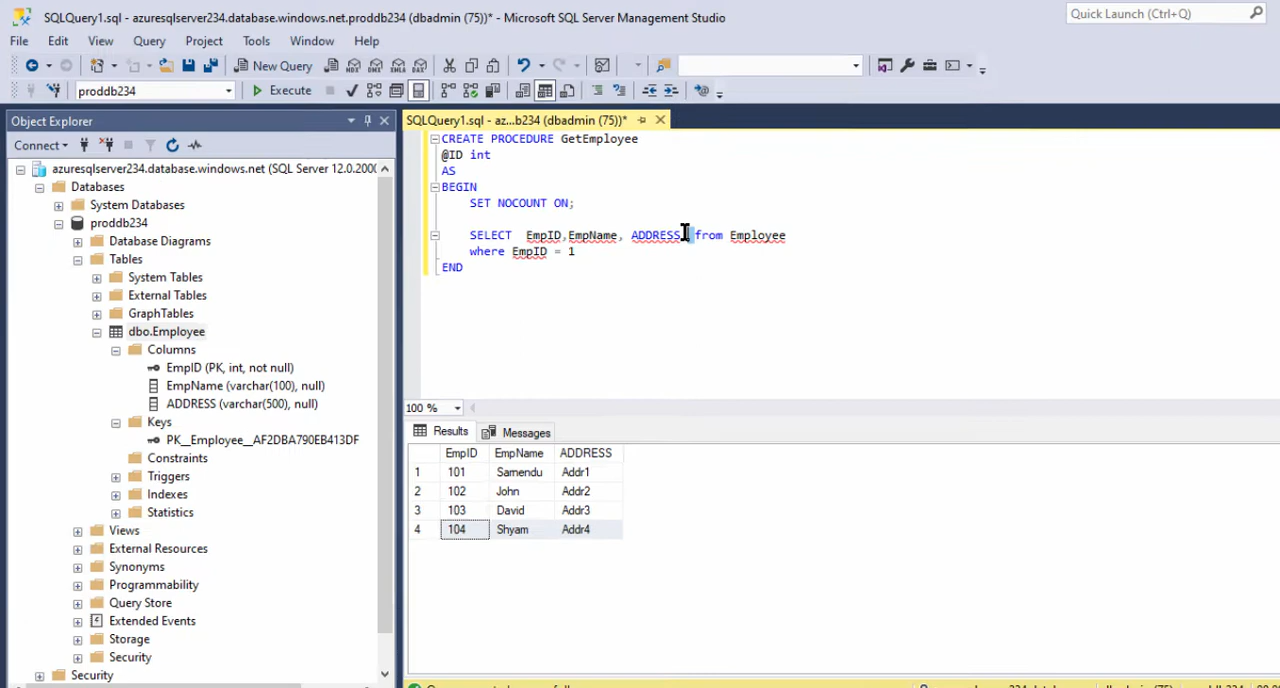 SQLQuery1.sql - azuresqlserver234.database.windows.net.proddb234 (dbadmin (75))* - Microsoft SQL Server Management Studio
Quick Launch (Ctrl+Q)
File Edit View Query Project Tools Window Help
New Query
MDX DMX XMLA DAX
proddb234
Execute
Object Explorer
SQLQuery1.sql - az...b234 (dbadmin (75))*
Connect
azuresqlserver234.database.windows.net (SQL Server 12.0.2000
Databases
System Databases
proddb234
Database Diagrams
Tables
System Tables
External Tables
GraphTables
dbo.Employee
Columns
EmpID (PK, int, not null)
EmpName (varchar(100), null)
ADDRESS (varchar(500), null)
Keys
PK__Employee__AF2DBA790EB413DF
Constraints
Triggers
Indexes
Statistics
Views
External Resources
Synonyms
Programmability
Query Store
Extended Events
Storage
Security
Security
CREATE PROCEDURE GetEmployee
@ID int
AS
BEGIN
SET NOCOUNT ON;
SELECT EmpID,EmpName, ADDRESS from Employee
where EmpID = 1
END
100 %
Results Messages
EmpID EmpName ADDRESS
1 101 Samendu Addr1
2 102 John Addr2
3 103 David Addr3
4 104 Shyam Addr4